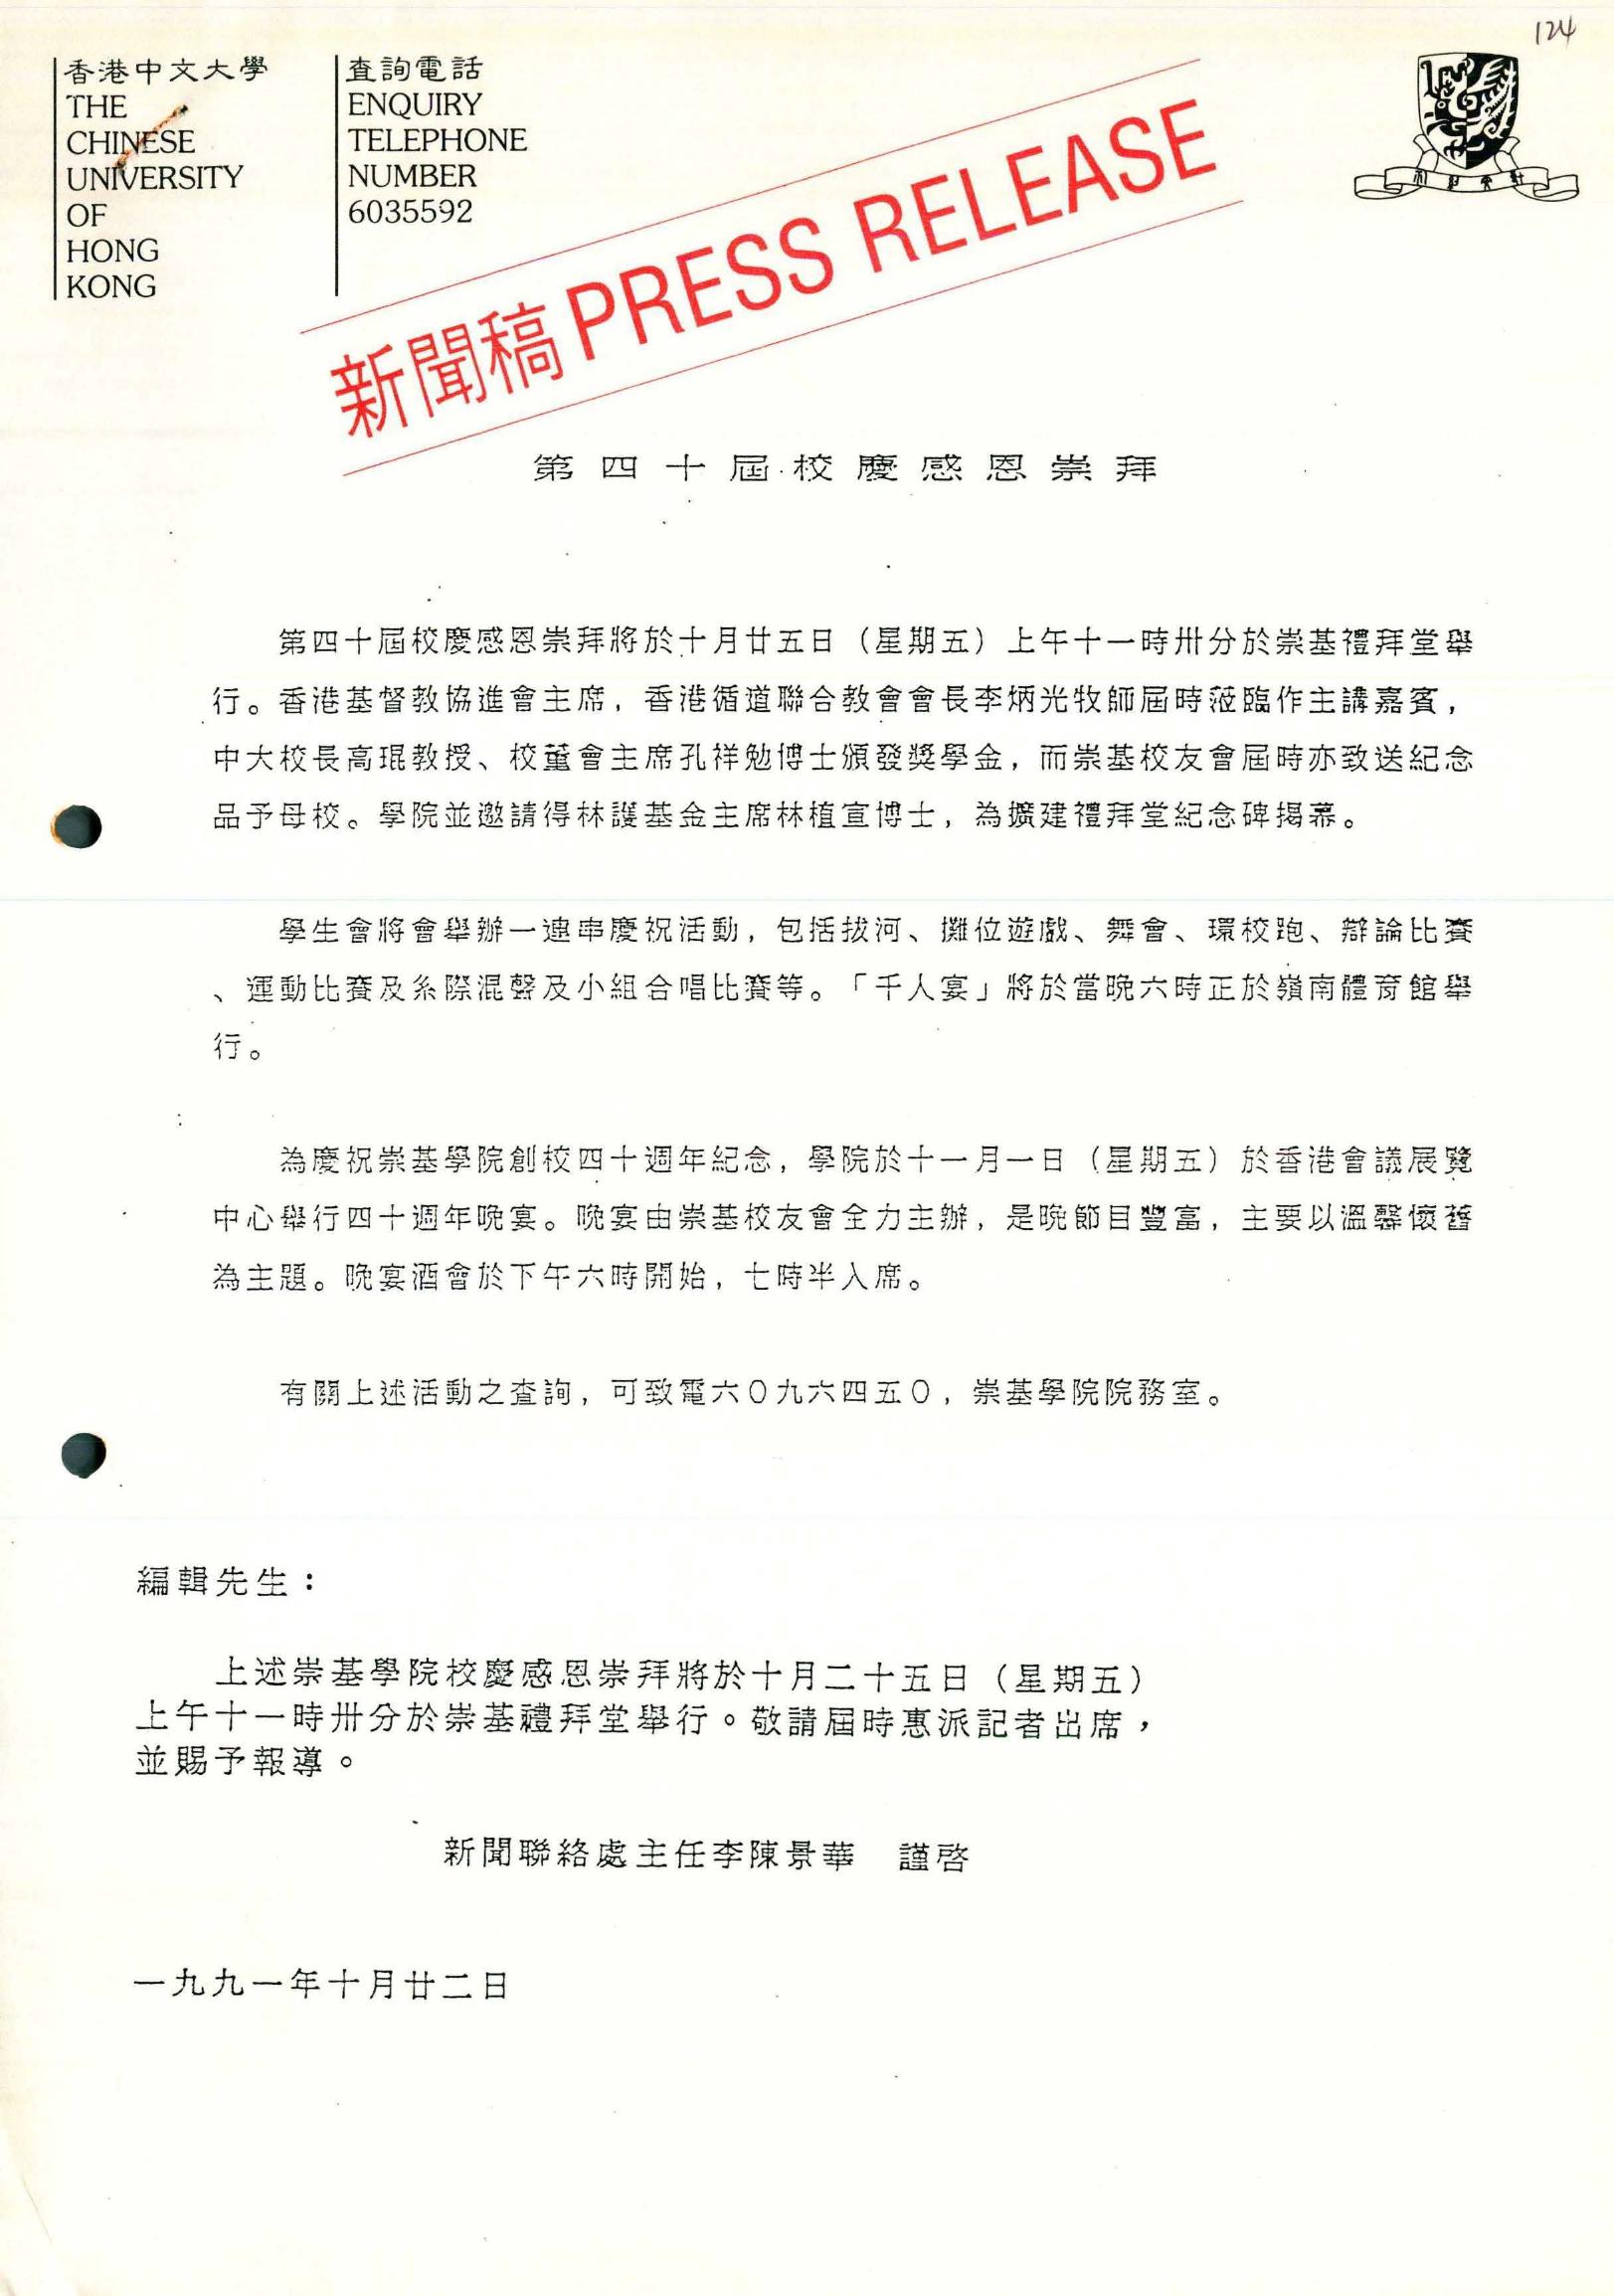 124
香港中文大學
THE
CHINESE
UNIVERSITY
OF
HONG
KONG
查詢電話
ENQUIRY
TELEPHONE
NUMBER
6035592
新聞稿 PRESS RELEASE
第四十屆校慶感恩崇拜
第四十屆校慶感恩崇拜將於十月廿五日（星期五）上午十一時卅分於崇基禮拜堂舉
行。香港基督教協進會主席，香港循道聯合教會會長李炳光牧師屆時蒞臨作主講嘉賓，
中大校長高琨教授、校董會主席孔祥勉博士頒發獎學金，而崇基校友會屆時亦致送紀念
品予母校。學院並邀請得林護基金主席林植宣博士，為擴建禮拜堂紀念碑揭幕。
學生會將會舉辦一連串慶祝活動，包括拔河、攤位遊戲、舞會、環校跑、辯論比賽
、運動比賽及系際混聲及小組合唱比賽等。「千人宴」將於當晚六時正於嶺南體育館舉
行。
為慶祝崇基學院創校四十週年紀念，學院於十一月一日（星期五）於香港會議展覽
中心舉行四十週年晚宴。晚宴由崇基校友會全力主辦，是晚節目豐富，主要以溫馨懷舊
為主題。晚宴酒會於下午六時開始，七時半入席。
有關上述活動之查詢，可致電六０九六四五０，崇基學院院務室。
編輯先生：
上述崇基學院校慶感恩崇拜將於十月二十五日（星期五）
上午十一時卅分於崇基禮拜堂舉行。敬請屆時惠派記者出席，
並賜予報導。
新聞聯絡處主任李陳景華　謹啓
一九九一年十月廿二日